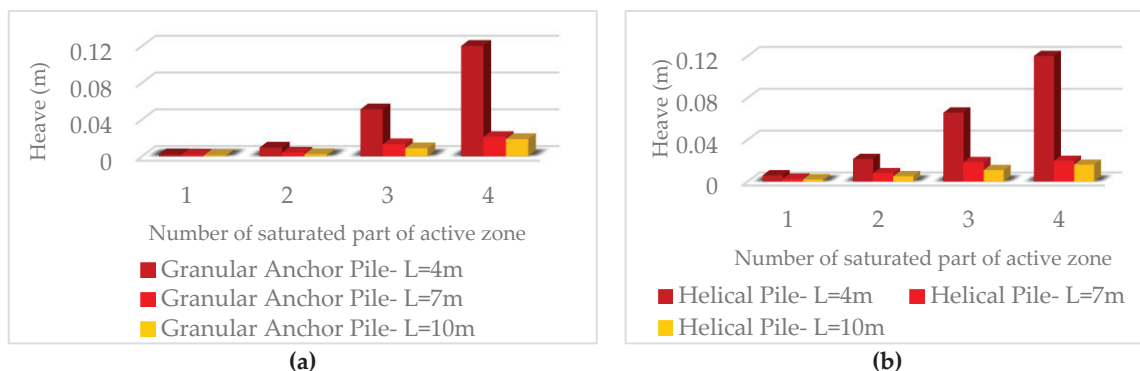 Heave (m)
0.12
0.08
0.04
0
1 2 3 4
Number of saturated part of active zone
Granular Anchor Pile- L=4m
Granular Anchor Pile- L=7m
Granular Anchor Pile- L=10m
(a)
Heave (m)
0.12
0.08
0.04
0
1 2 3 4
Number of saturated part of active zone
Helical Pile- L=4m Helical Pile- L=7m
Helical Pile- L=10m
(b)